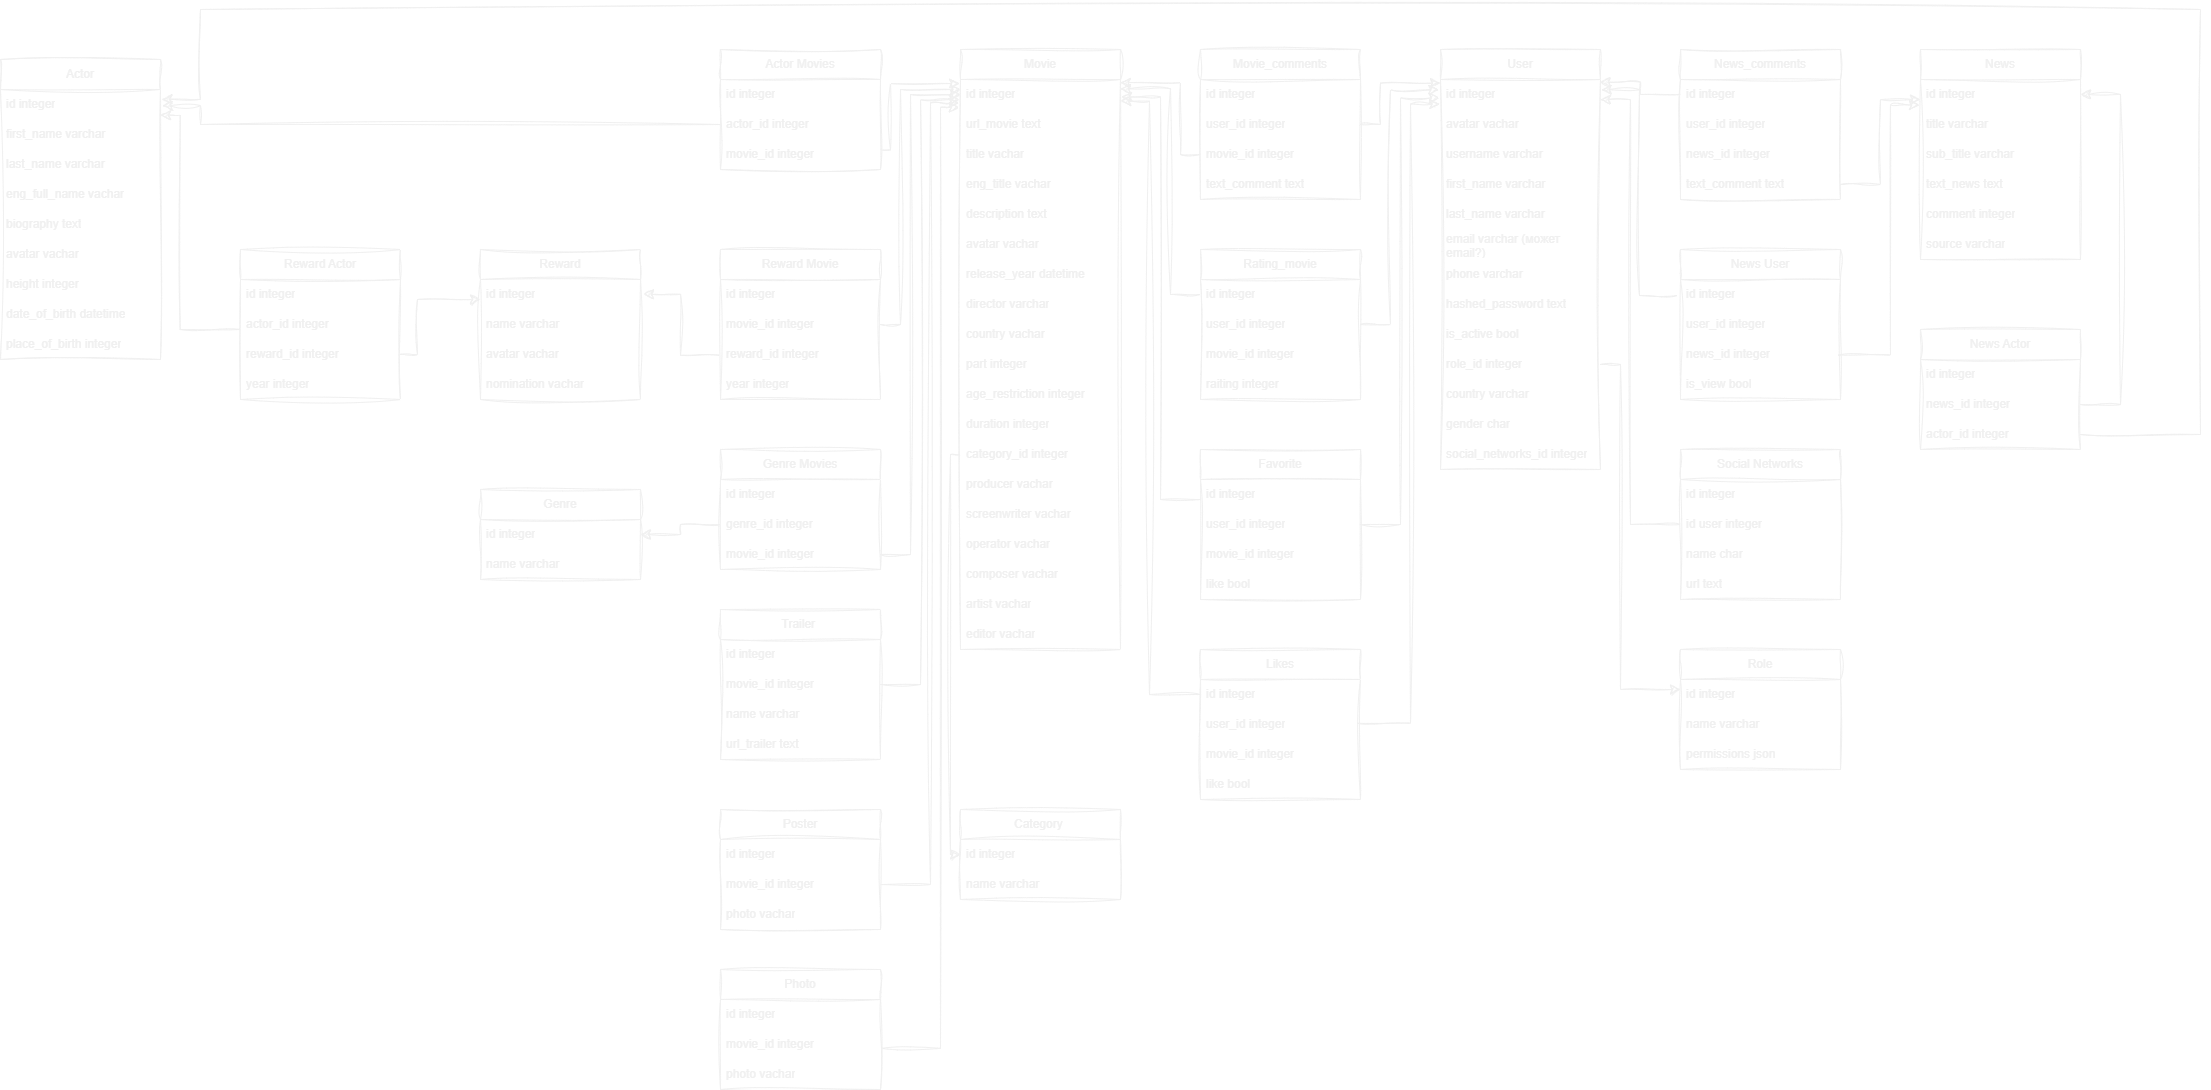 Actor
id integer
first_name varchar
last_name varchar
eng_full_name vachar
biography text
avatar vachar
height integer
date_of_birth datetime
place_of_birth integer
Reward Actor
id integer
actor_id integer
reward_id integer
year integer
Reward
id integer
name varchar
avatar vachar
nomination vachar
Genre
id integer
name varchar
Actor Movies
id integer
actor_id integer
movie_id integer
Reward Movie
id integer
movie_id integer
reward_id integer
year integer
Genre Movies
id integer
genre_id integer
movie_id integer
Trailer
id integer
movie_id integer
name varchar
url_trailer text
Poster
id integer
movie_id integer
photo vachar
Photo
id integer
movie_id integer
photo vachar
Movie
id integer
url_movie text
title vachar
eng_title vachar
description text
avatar vachar
release_year datetime
director varchar
country vachar
part integer
age_restriction integer
duration integer
category_id integer
producer vachar
screenwriter vachar
operator vachar
composer vachar
artist vachar
editor vachar
Category
id integer
name varchar
Movie_comments
id integer
user_id integer
movie_id integer
text_comment text
Rating_movie
id integer
user_id integer
movie_id integer
raiting integer
Favorite
id integer
user_id integer
movie_id integer
like bool
Likes
id integer
user_id integer
movie_id integer
like bool
User
id integer
avatar vachar
username varchar
first_name varchar
last_name varchar
email varchar (может
email?)
phone varchar
hashed_password text
is_active bool
role_id integer
country varchar
gender char
social_networks_id integer
News_comments
id integer
user_id integer
news_id integer
text_comment text
News User
id integer
user_id integer
news_id integer
is_view bool
Social Networks
id integer
id user integer
name char
url text
Role
id integer
name varchar
permissions json
News
id integer
title varchar
sub_title varchar
text_news text
comment integer
source varchar
News Actor
id integer
news_id integer
actor_id integer